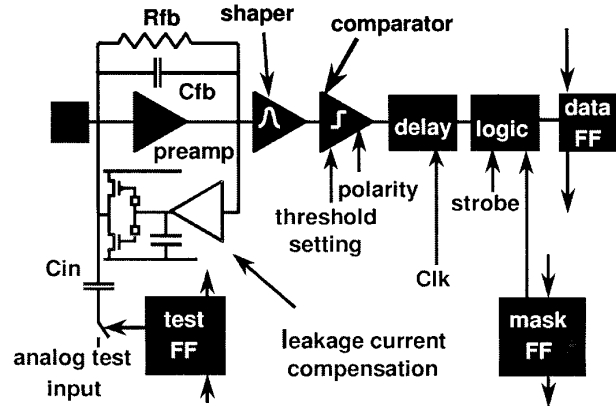 Rfb
shaper
comparator
Cfb
preamp
delay
logic
data
FF
polarity
threshold
setting
strobe
Cin
Clk
test
FF
mask
FF
analog test
input
leakage current
compensation